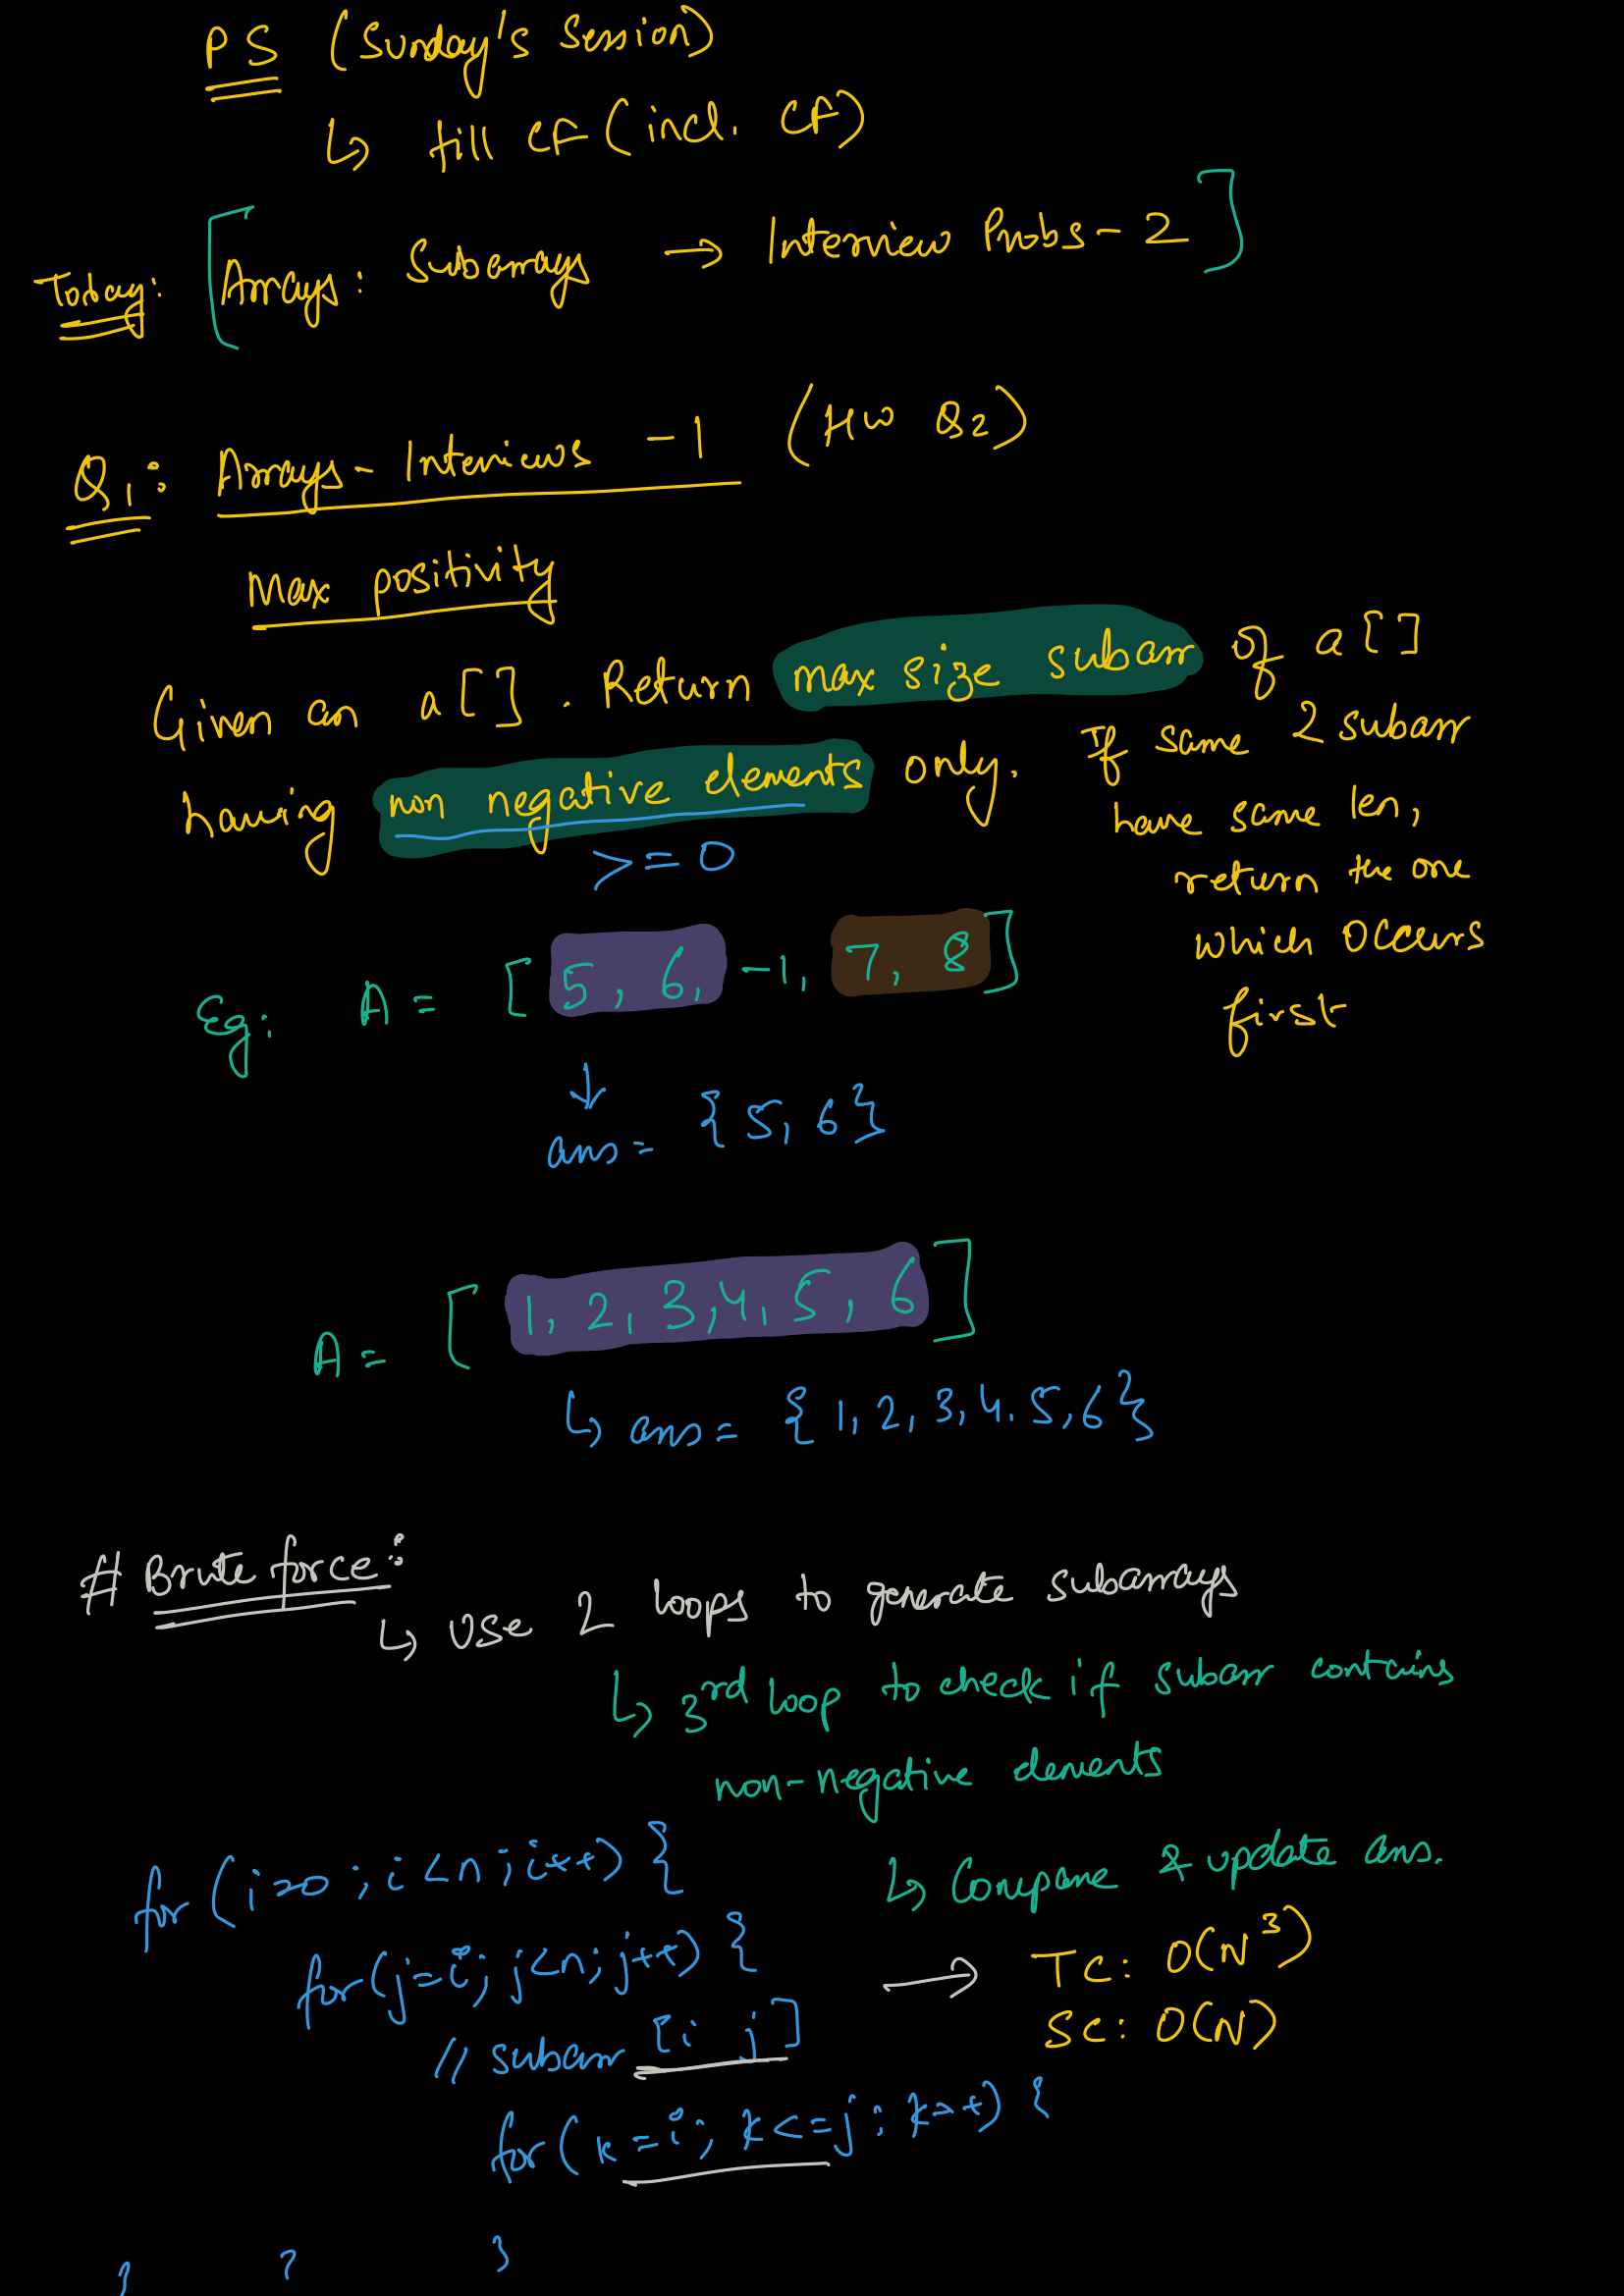 PS (Sunday's Session)
↳ till CF (incl. CF)
Today: [Arrays: Subarrays → Interview Probs - 2]
Q1: Arrays - Interviews - 1 (HW Q2)
Max positivity
Given an a[]. Return max size subarr of a[]
having non negative elements only.
>= 0
If same 2 subarr
have same len,
return the one
which occurs
first
Eg: A = [5, 6, -1, 7, 8]
↓
ans = {5, 6}
A = [1, 2, 3, 4, 5, 6]
↳ ans = {1, 2, 3, 4, 5, 6}
# Brute force:
↳ Use 2 loops to generate subarrays
↳ 3rd loop to check if subarr contains
non-negative elements
↳ Compare & update ans.
for (i=0; i<n; i++) {
for (j=i; j<n; j++) {
// subarr [i j]
for (k=i; k<=j; k++) {
} } }
→ TC: O(N^3)
SC: O(N)